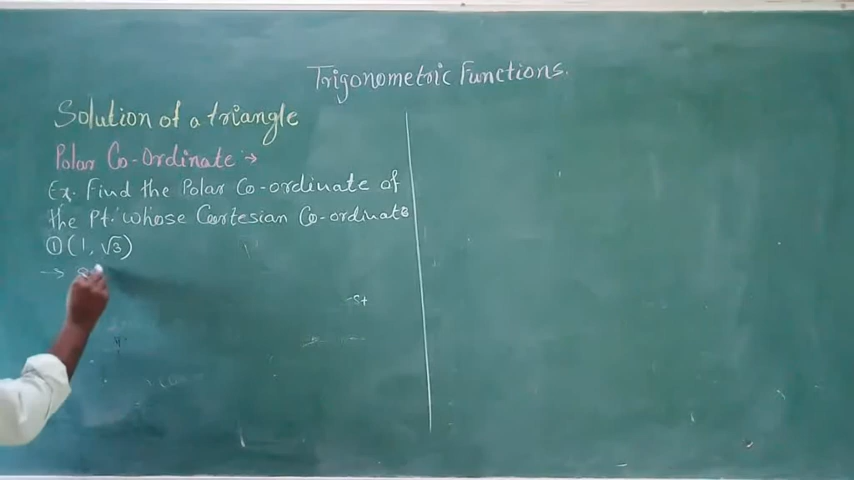 Trigonometric Functions.
Solution of a triangle
Polar Co-Ordinate :→
Ex. Find the Polar Co-ordinate of
the Pt. Whose Cartesian Co-ordinate
① (1, √3)
→